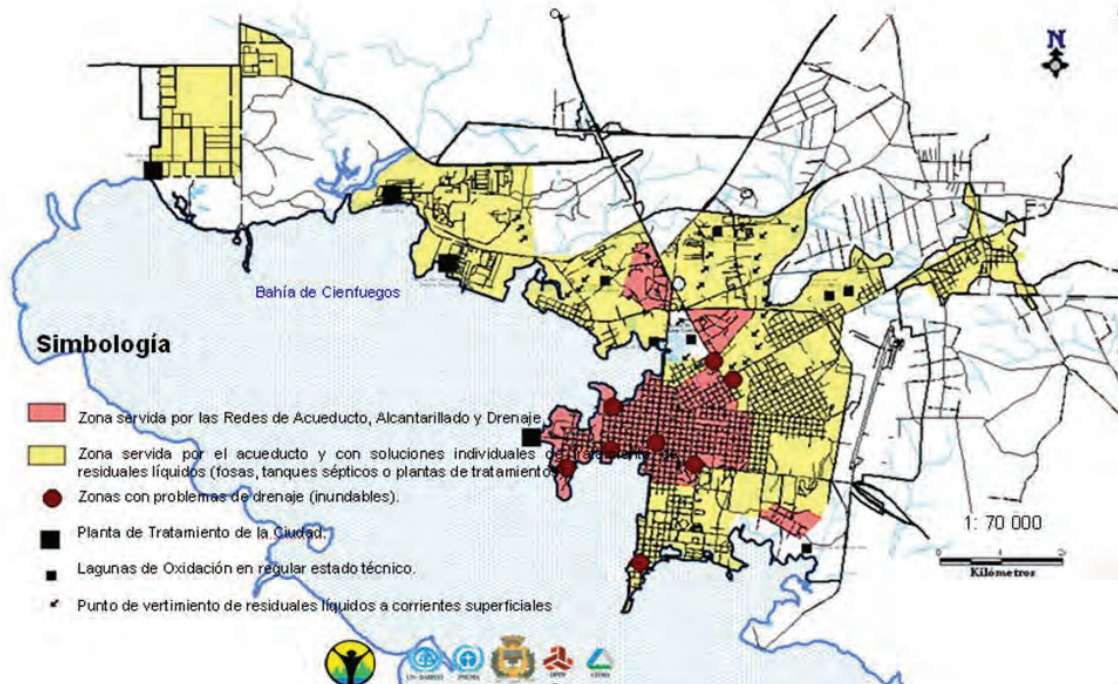 N
Bahía de Cienfuegos
Simbología
Zona servida por las Redes de Acueducto, Alcantarillado y Drenaje
Zona servida por el acueducto y con soluciones individuales de tratamiento de
residuales líquidos (fosas, tanques sépticos o plantas de tratamiento
Zonas con problemas de drenaje (inundables).
Planta de Tratamiento de la Ciudad.
Lagunas de Oxidación en regular estado técnico.
Punto de vertimiento de residuales líquidos a corrientes superficiales
1: 70 000
Kilómetros
UN-HABITAT